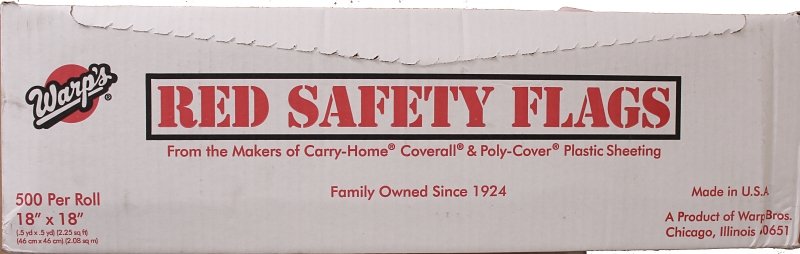 Warp's®
RED SAFETY FLAGS
From the Makers of Carry-Home® Coverall® & Poly-Cover® Plastic Sheeting
500 Per Roll
18" x 18"
(.5 yd x .5 yd) (2.25 sq ft)
(46 cm x 46 cm) (2.08 sq m)
Family Owned Since 1924
Made in U.S.A
A Product of Warp Bros.
Chicago, Illinois 0651